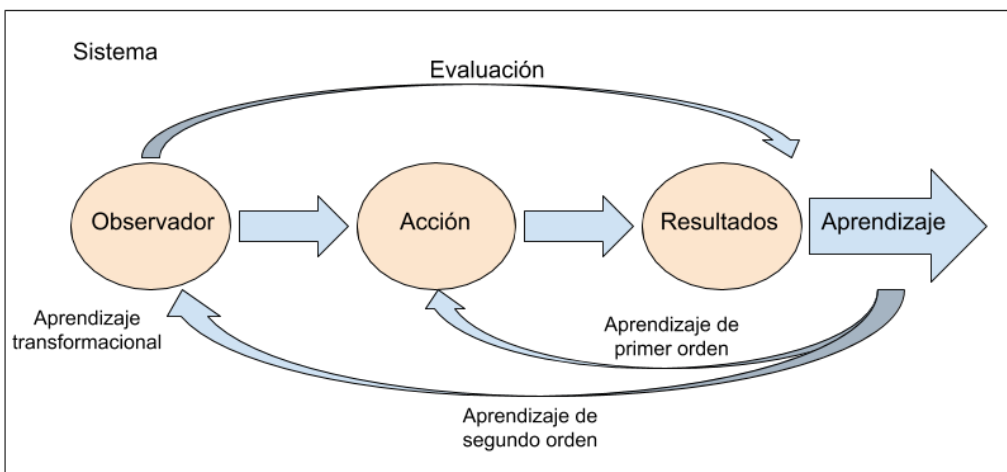 Sistema
Evaluación
Observador
Acción
Resultados
Aprendizaje
Aprendizaje
transformacional
Aprendizaje de
primer orden
Aprendizaje de
segundo orden